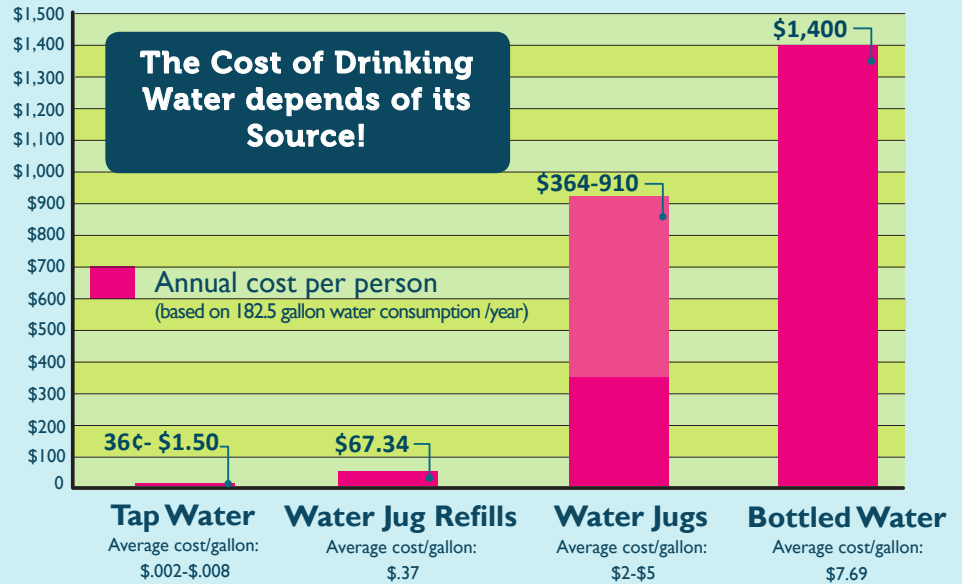 $1,500
$1,400
$1,300
$1,200
$1,100
$1,000
$900
$800
$700
$600
$500
$400
$300
$200
$100
0
The Cost of Drinking
Water depends of its
Source!
Annual cost per person
(based on 182.5 gallon water consumption /year)
36¢- $1.50
$67.34
$364-910
$1,400
Tap Water
Average cost/gallon:
$.002-$.008
Water Jug Refills
Average cost/gallon:
$.37
Water Jugs
Average cost/gallon:
$2-$5
Bottled Water
Average cost/gallon:
$7.69